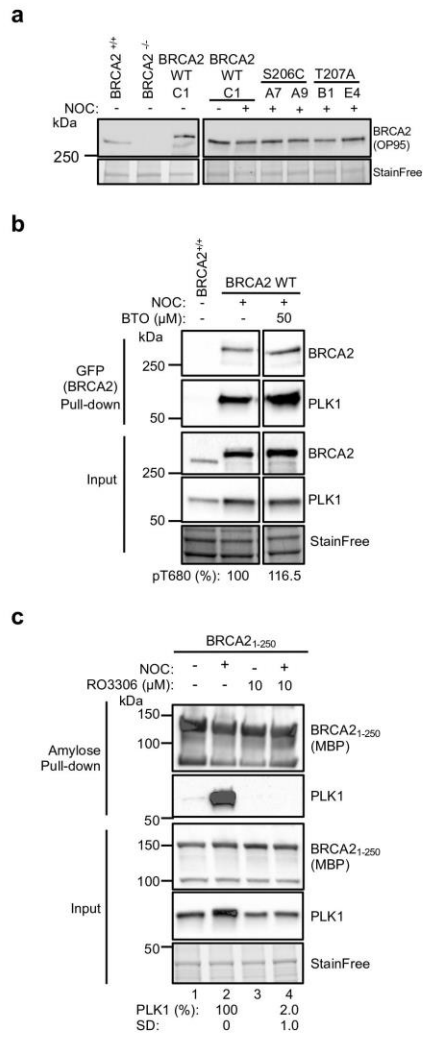 a
BRCA2 +/+
BRCA2 -/-
BRCA2 WT C1
BRCA2 WT C1
S206C T207A
A7 A9 B1 E4
NOC: - - - - + + + + +
kDa
250
BRCA2 (OP95)
StainFree
b
BRCA2+/+
BRCA2 WT
NOC: - + +
BTO (µM): - - 50
kDa
GFP (BRCA2) Pull-down
250
BRCA2
50
PLK1
Input
250
BRCA2
50
PLK1
StainFree
pT680 (%): 100 116.5
c
BRCA21-250
NOC: - + - +
RO3306 (µM): - - 10 10
kDa
Amylose Pull-down
150
100
BRCA21-250 (MBP)
50
PLK1
Input
150
100
BRCA21-250 (MBP)
PLK1
50
StainFree
1 2 3 4
PLK1 (%): 100 2.0
SD: 0 1.0